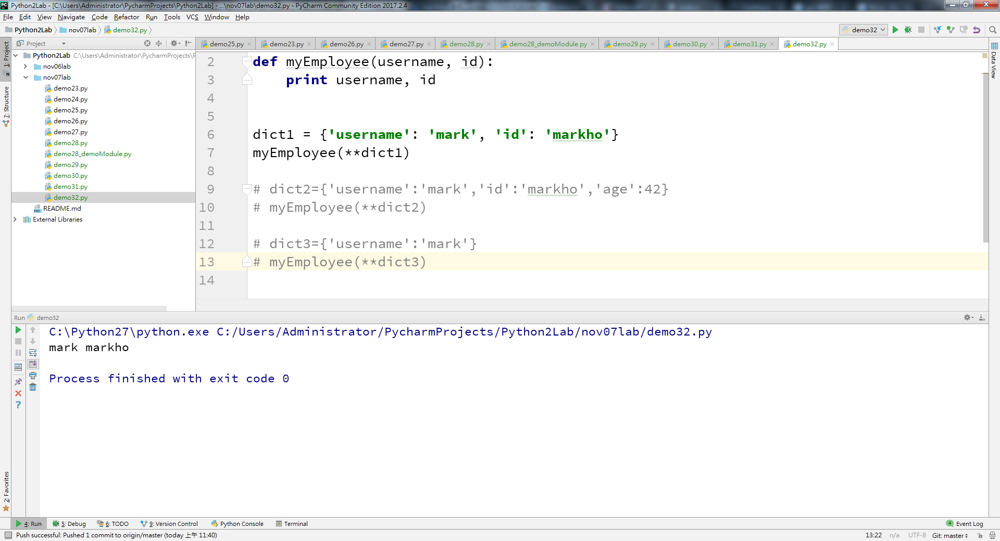 Python2Lab - [C:\Users\Administrator\PycharmProjects\Python2Lab] - ...\nov07lab\demo32.py - PyCharm Community Edition 2017.2.4
File Edit View Navigate Code Refactor Run Tools VCS Window Help
Python2Lab nov07lab demo32.py demo32
1: Project
7: Structure
2: Favorites
Data View
Project
Python2Lab C:\Users\Administrator\PycharmProjects\P
nov06lab
nov07lab
demo23.py
demo24.py
demo25.py
demo26.py
demo27.py
demo28.py
demo28_demoModule.py
demo29.py
demo30.py
demo31.py
demo32.py
README.md
External Libraries
demo25.py demo23.py demo26.py demo27.py demo28.py demo28_demoModule.py demo29.py demo30.py demo31.py demo32.py
2 def myEmployee(username, id):
3     print username, id
4
5
6 dict1 = {'username': 'mark', 'id': 'markho'}
7 myEmployee(**dict1)
8
9 # dict2={'username':'mark','id':'markho','age':42}
10 # myEmployee(**dict2)
11
12 # dict3={'username':'mark'}
13 # myEmployee(**dict3)
14
Run demo32
C:\Python27\python.exe C:/Users/Administrator/PycharmProjects/Python2Lab/nov07lab/demo32.py
mark markho
Process finished with exit code 0
4: Run 5: Debug 6: TODO 9: Version Control Python Console Terminal 4 Event Log
Push successful: Pushed 1 commit to origin/master (today 上午 11:40) 13:22 n/a UTF-8 Git: master